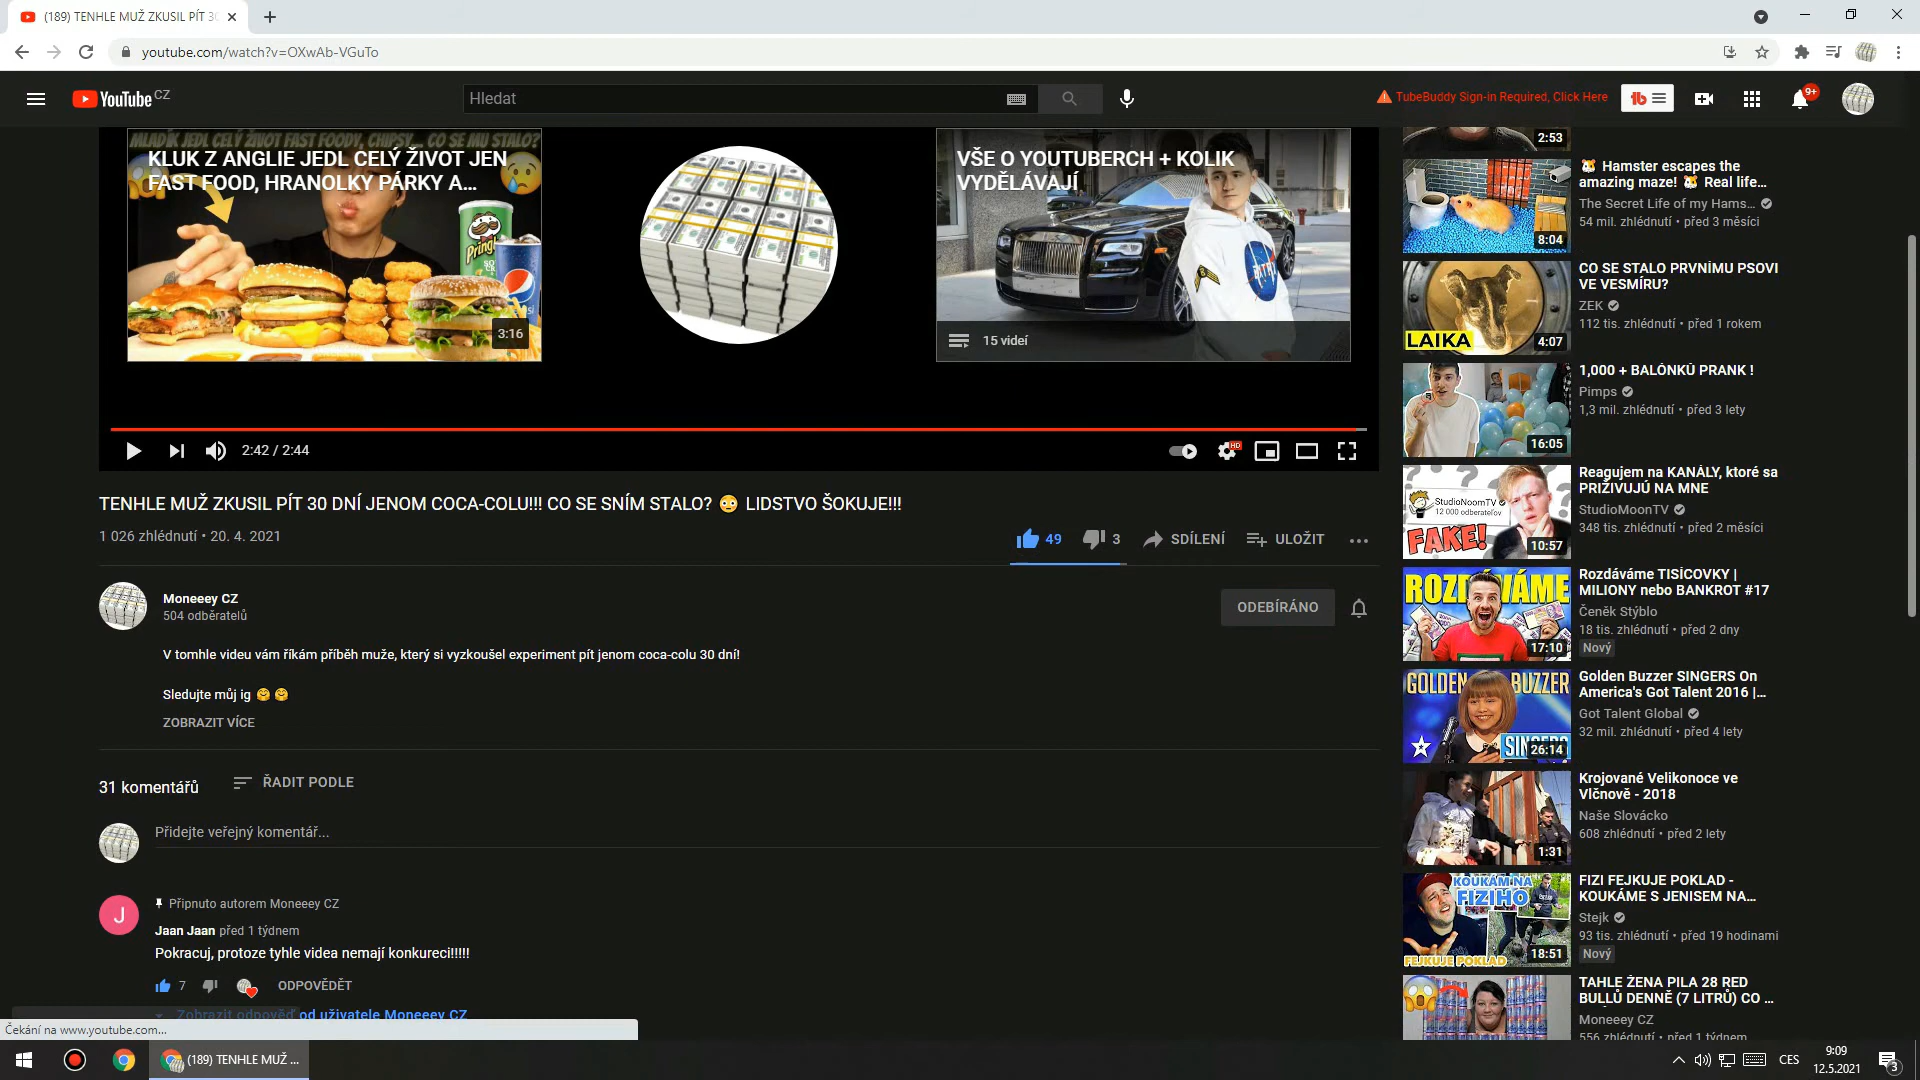 (189) TENHLE MUŽ ZKUSIL PÍT 30
youtube.com/watch?v=OXwAb-VGuTo
YouTube CZ
Hledat
TubeBuddy Sign-in Required, Click Here
9+
MLADÍK JEDL CELÝ ŽIVOT FAST FOODY, CHIPSY... CO SE MU STALO?
KLUK Z ANGLIE JEDL CELÝ ŽIVOT JEN
FAST FOOD, HRANOLKY PÁRKY A...
3:16
VŠE O YOUTUBERCH + KOLIK
VYDĚLÁVAJÍ
15 videí
2:42 / 2:44
HD
TENHLE MUŽ ZKUSIL PÍT 30 DNÍ JENOM COCA-COLU!!! CO SE SNÍM STALO? 😳 LIDSTVO ŠOKUJE!!!
1 026 zhlédnutí • 20. 4. 2021
49
3
SDÍLENÍ
ULOŽIT
Moneeey CZ
504 odběratelů
ODEBÍRÁNO
V tomhle videu vám říkám příběh muže, který si vyzkoušel experiment pít jenom coca-colu 30 dní!
Sledujte můj ig 🤗 🤗
ZOBRAZIT VÍCE
31 komentářů
ŘADIT PODLE
Přidejte veřejný komentář...
J
Připnuto autorem Moneeey CZ
Jaan Jaan před 1 týdnem
Pokracuj, protoze tyhle videa nemají konkureci!!!!!
7
ODPOVĚDĚT
Zobrazit odpověď od uživatele Moneeey CZ
Čekání na www.youtube.com...
2:53
🐹 Hamster escapes the
amazing maze! 🐹 Real life...
The Secret Life of my Hams...
54 mil. zhlédnutí • před 3 měsíci
8:04
CO SE STALO PRVNÍMU PSOVI
VE VESMÍRU?
ZEK
112 tis. zhlédnutí • před 1 rokem
LAIKA
4:07
1,000 + BALÓNKŮ PRANK !
Pimps
1,3 mil. zhlédnutí • před 3 lety
16:05
Reagujem na KANÁLY, ktoré sa
PRIŽIVUJÚ NA MNE
StudioMoonTV
348 tis. zhlédnutí • před 2 měsíci
StudioNoomTV
12 000 odberateľov
FAKE!
10:57
Rozdáváme TISÍCOVKY |
MILIONY nebo BANKROT #17
Čeněk Stýblo
18 tis. zhlédnutí • před 2 dny
Nový
ROZDÁVÁME
17:10
Golden Buzzer SINGERS On
America's Got Talent 2016 |...
Got Talent Global
32 mil. zhlédnutí • před 4 lety
GOLDEN BUZZER
SINGERS
26:14
Krojované Velikonoce ve
Vlčnově - 2018
Naše Slovácko
608 zhlédnutí • před 2 lety
1:31
FIZI FEJKUJE POKLAD -
KOUKÁME S JENISEM NA...
Stejk
93 tis. zhlédnutí • před 19 hodinami
Nový
KOUKÁM NA
FIZIHO
FEJKUJE POKLAD
18:51
TAHLE ŽENA PILA 28 RED
BULLŮ DENNĚ (7 LITRŮ) CO ...
Moneeey CZ
556 zhlédnutí • před 1 týdnem
(189) TENHLE MUŽ ...
CES
9:09
12.5.2021
3